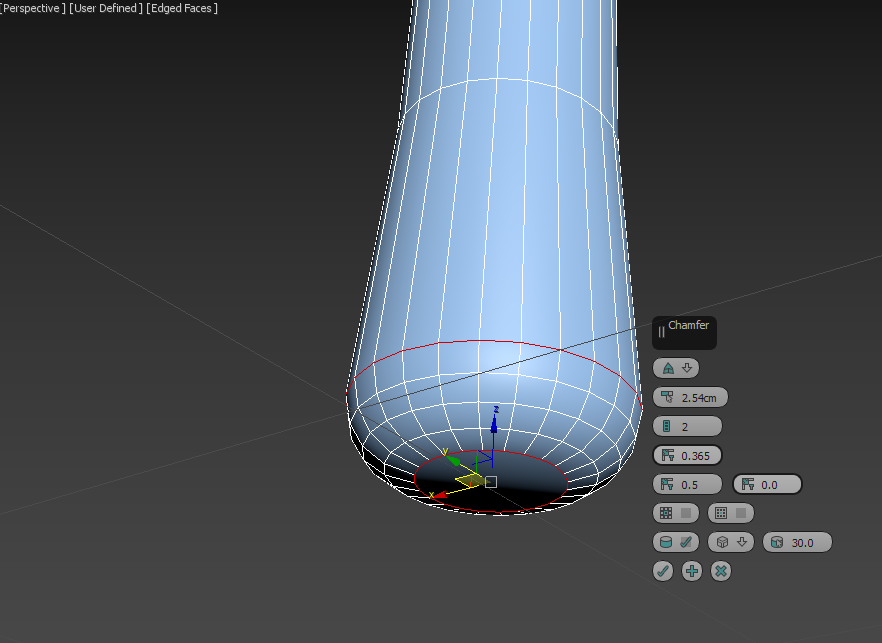 [Perspective ] [User Defined ] [Edged Faces ]
Chamfer
2.54cm
2
0.365
0.5
0.0
30.0
z
y
x